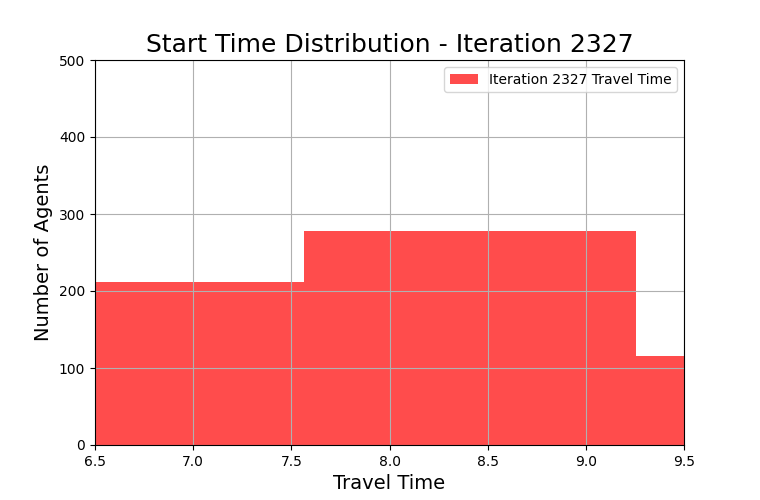 Start Time Distribution - Iteration 2327
500
400
300
200
100
0
Number of Agents
Iteration 2327 Travel Time
6.5 7.0 7.5 8.0 8.5 9.0 9.5
Travel Time